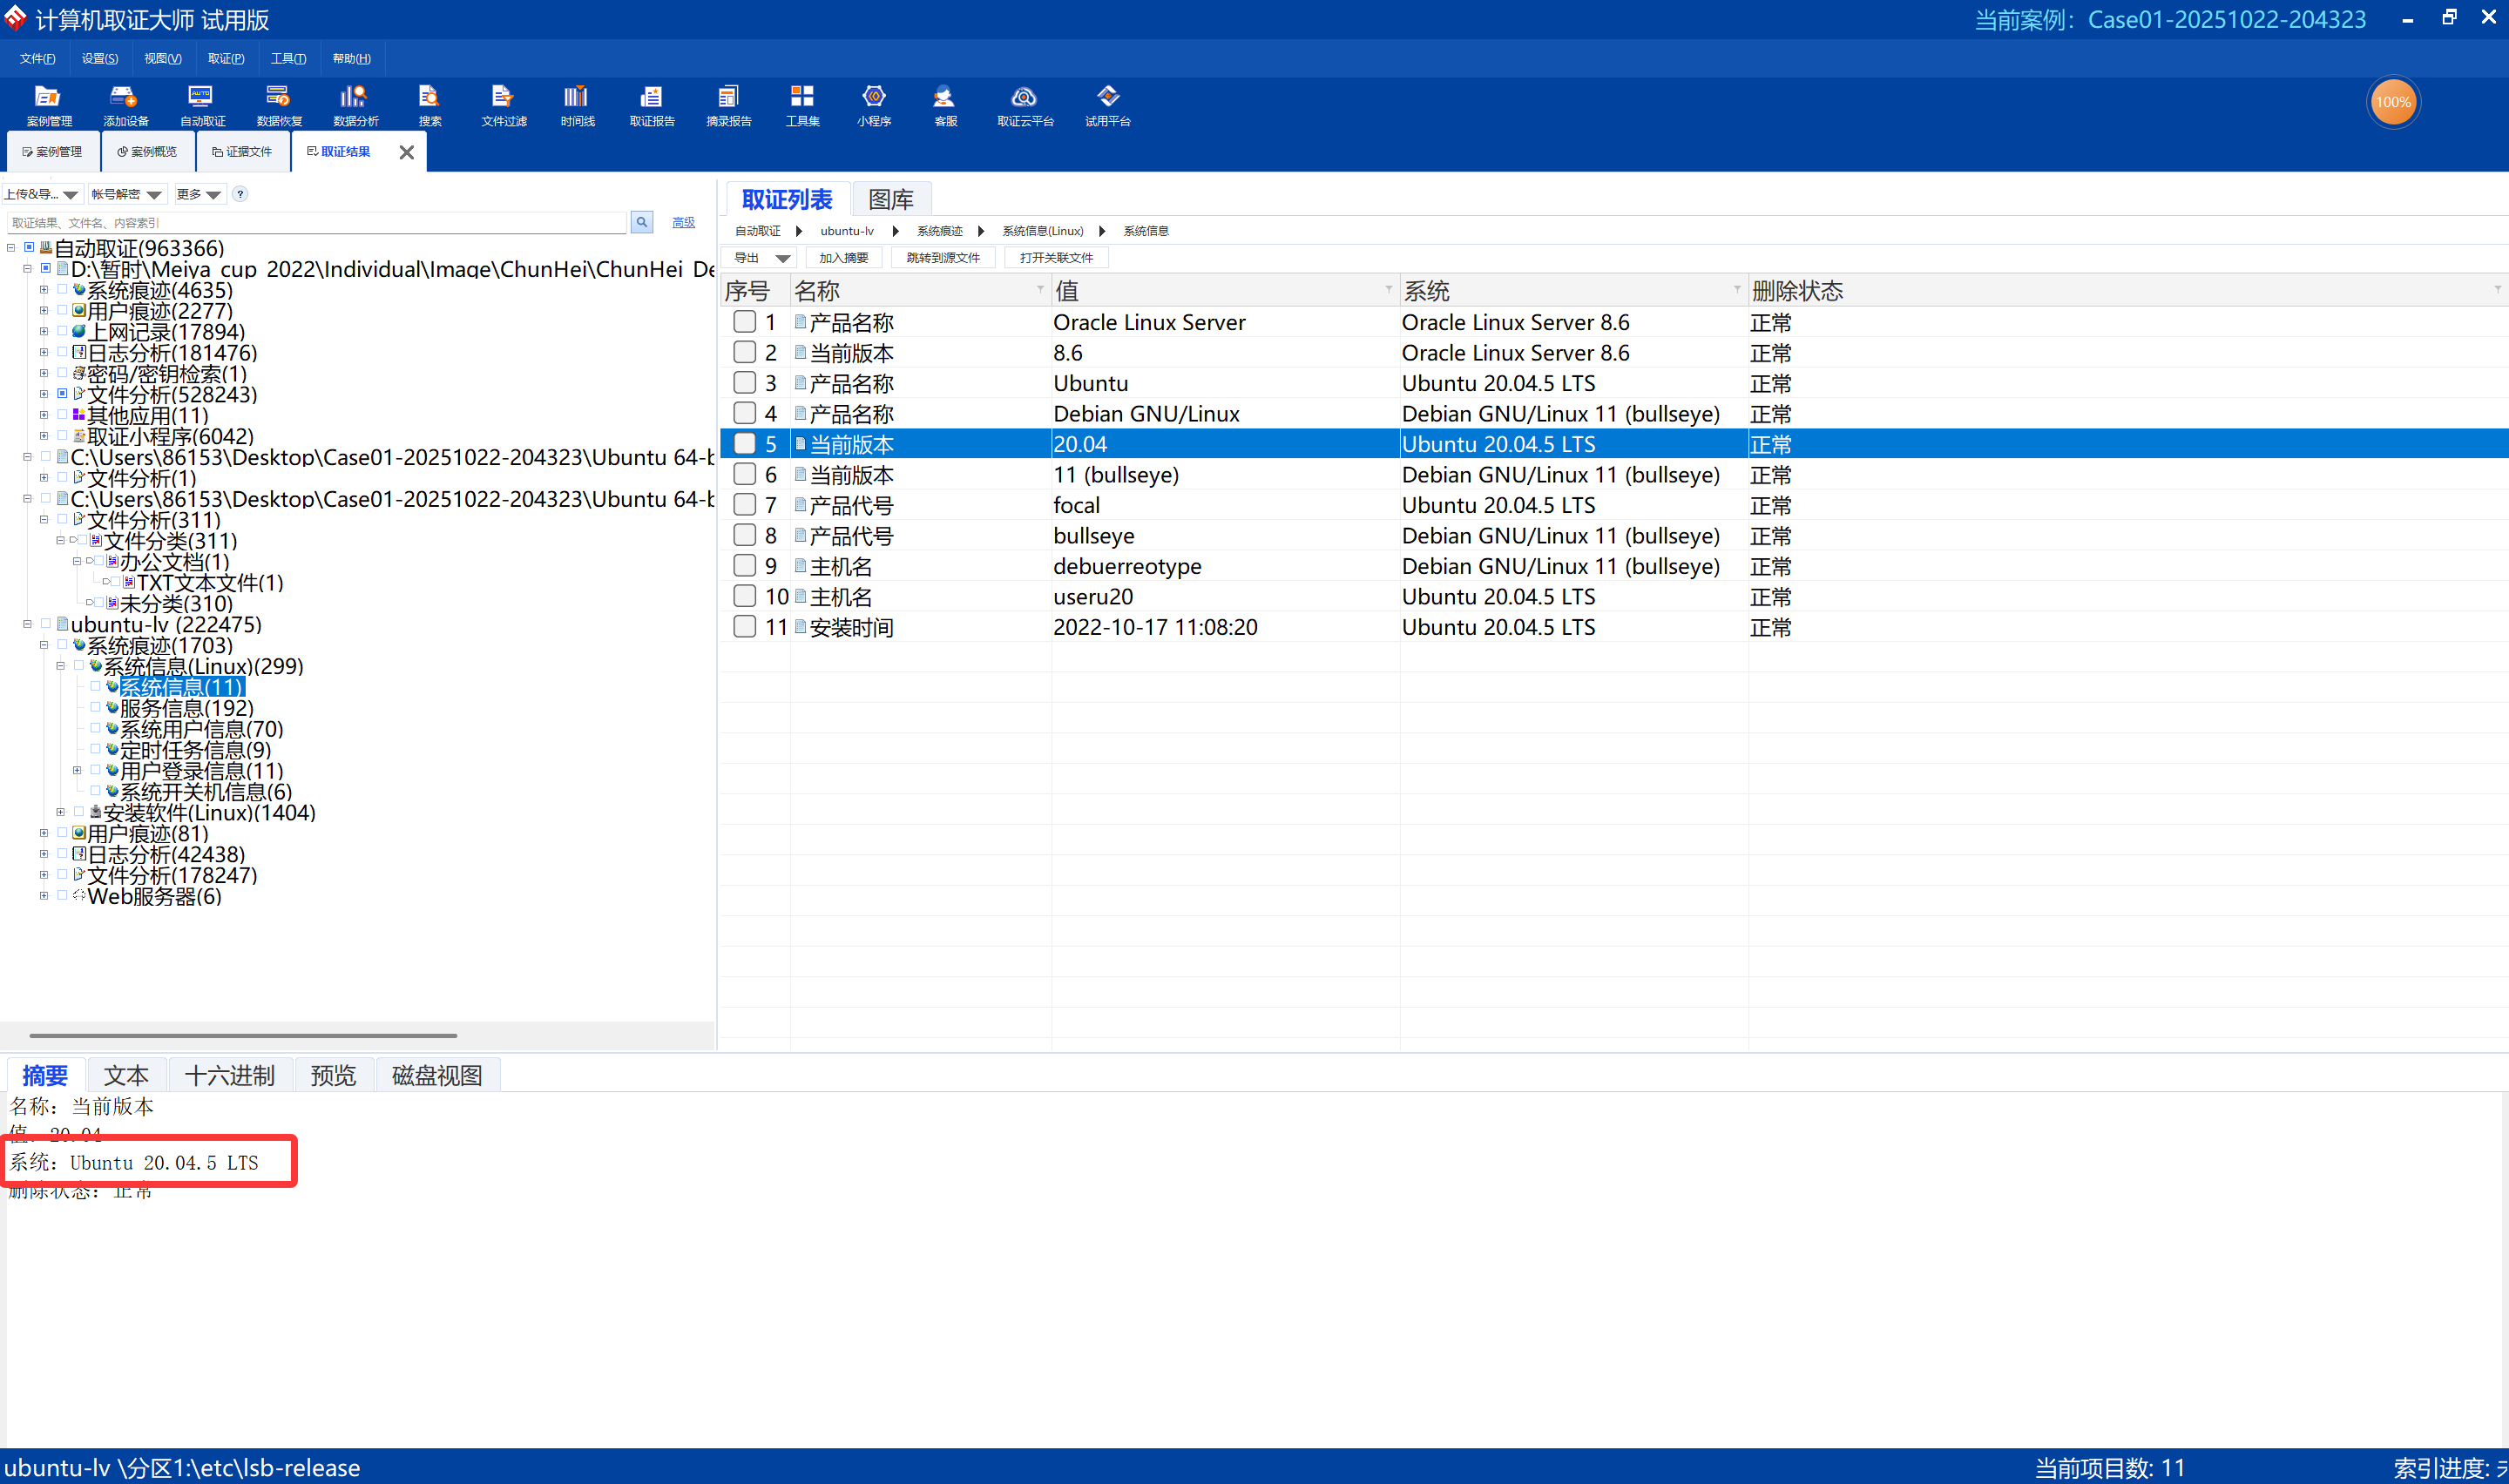 计算机取证大师 试用版
当前案例：Case01-20251022-204323
文件(F) 设置(S) 视图(V) 取证(P) 工具(T) 帮助(H)
案例管理 添加设备 自动取证 数据恢复 数据分析 搜索 文件过滤 时间线 取证报告 摘录报告 工具集 小程序 客服 取证云平台 试用平台
100%
案例管理 案例概览 证据文件 取证结果
上传&导... 帐号解密 更多 ?
取证结果、文件名、内容索引 高级
自动取证(963366)
D:\暂时\Meiya_cup_2022\Individual\Image\ChunHei\ChunHei_De
系统痕迹(4635)
用户痕迹(2277)
上网记录(17894)
日志分析(181476)
密码/密钥检索(1)
文件分析(528243)
其他应用(11)
取证小程序(6042)
C:\Users\86153\Desktop\Case01-20251022-204323\Ubuntu 64-b
文件分析(1)
C:\Users\86153\Desktop\Case01-20251022-204323\Ubuntu 64-b
文件分析(311)
文件分类(311)
办公文档(1)
TXT文本文件(1)
未分类(310)
ubuntu-lv (222475)
系统痕迹(1703)
系统信息(Linux)(299)
系统信息(11)
服务信息(192)
系统用户信息(70)
定时任务信息(9)
用户登录信息(11)
系统开关机信息(6)
安装软件(Linux)(1404)
用户痕迹(81)
日志分析(42438)
文件分析(178247)
Web服务器(6)
取证列表 图库
自动取证 ubuntu-lv 系统痕迹 系统信息(Linux) 系统信息
导出 加入摘要 跳转到源文件 打开关联文件
序号 名称 值 系统 删除状态
1 产品名称 Oracle Linux Server Oracle Linux Server 8.6 正常
2 当前版本 8.6 Oracle Linux Server 8.6 正常
3 产品名称 Ubuntu Ubuntu 20.04.5 LTS 正常
4 产品名称 Debian GNU/Linux Debian GNU/Linux 11 (bullseye) 正常
5 当前版本 20.04 Ubuntu 20.04.5 LTS 正常
6 当前版本 11 (bullseye) Debian GNU/Linux 11 (bullseye) 正常
7 产品代号 focal Ubuntu 20.04.5 LTS 正常
8 产品代号 bullseye Debian GNU/Linux 11 (bullseye) 正常
9 主机名 debuerreotype Debian GNU/Linux 11 (bullseye) 正常
10 主机名 useru20 Ubuntu 20.04.5 LTS 正常
11 安装时间 2022-10-17 11:08:20 Ubuntu 20.04.5 LTS 正常
摘要 文本 十六进制 预览 磁盘视图
名称：当前版本
值：20.04
系统：Ubuntu 20.04.5 LTS
删除状态：正常
ubuntu-lv \分区1:\etc\lsb-release
当前项目数: 11
索引进度: